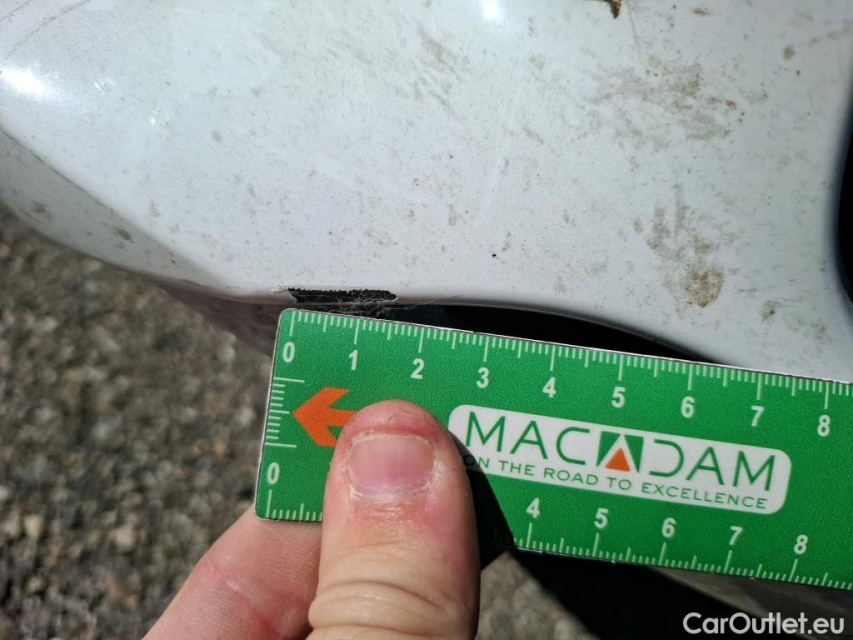 0 1 2 3 4 5 6 7 8
MACADAM
ON THE ROAD TO EXCELLENCE
0 4 5 6 7 8
CarOutlet.eu